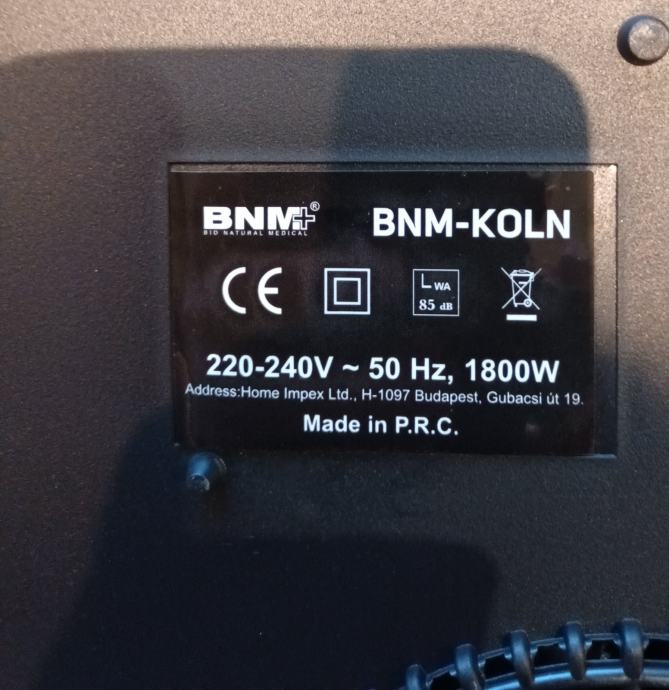 BNM+® BNM-KOLN
BIO NATURAL MEDICAL
CE
LWA
85 dB
220-240V ~ 50 Hz, 1800W
Address:Home Impex Ltd., H-1097 Budapest, Gubacsi út 19.
Made in P.R.C.